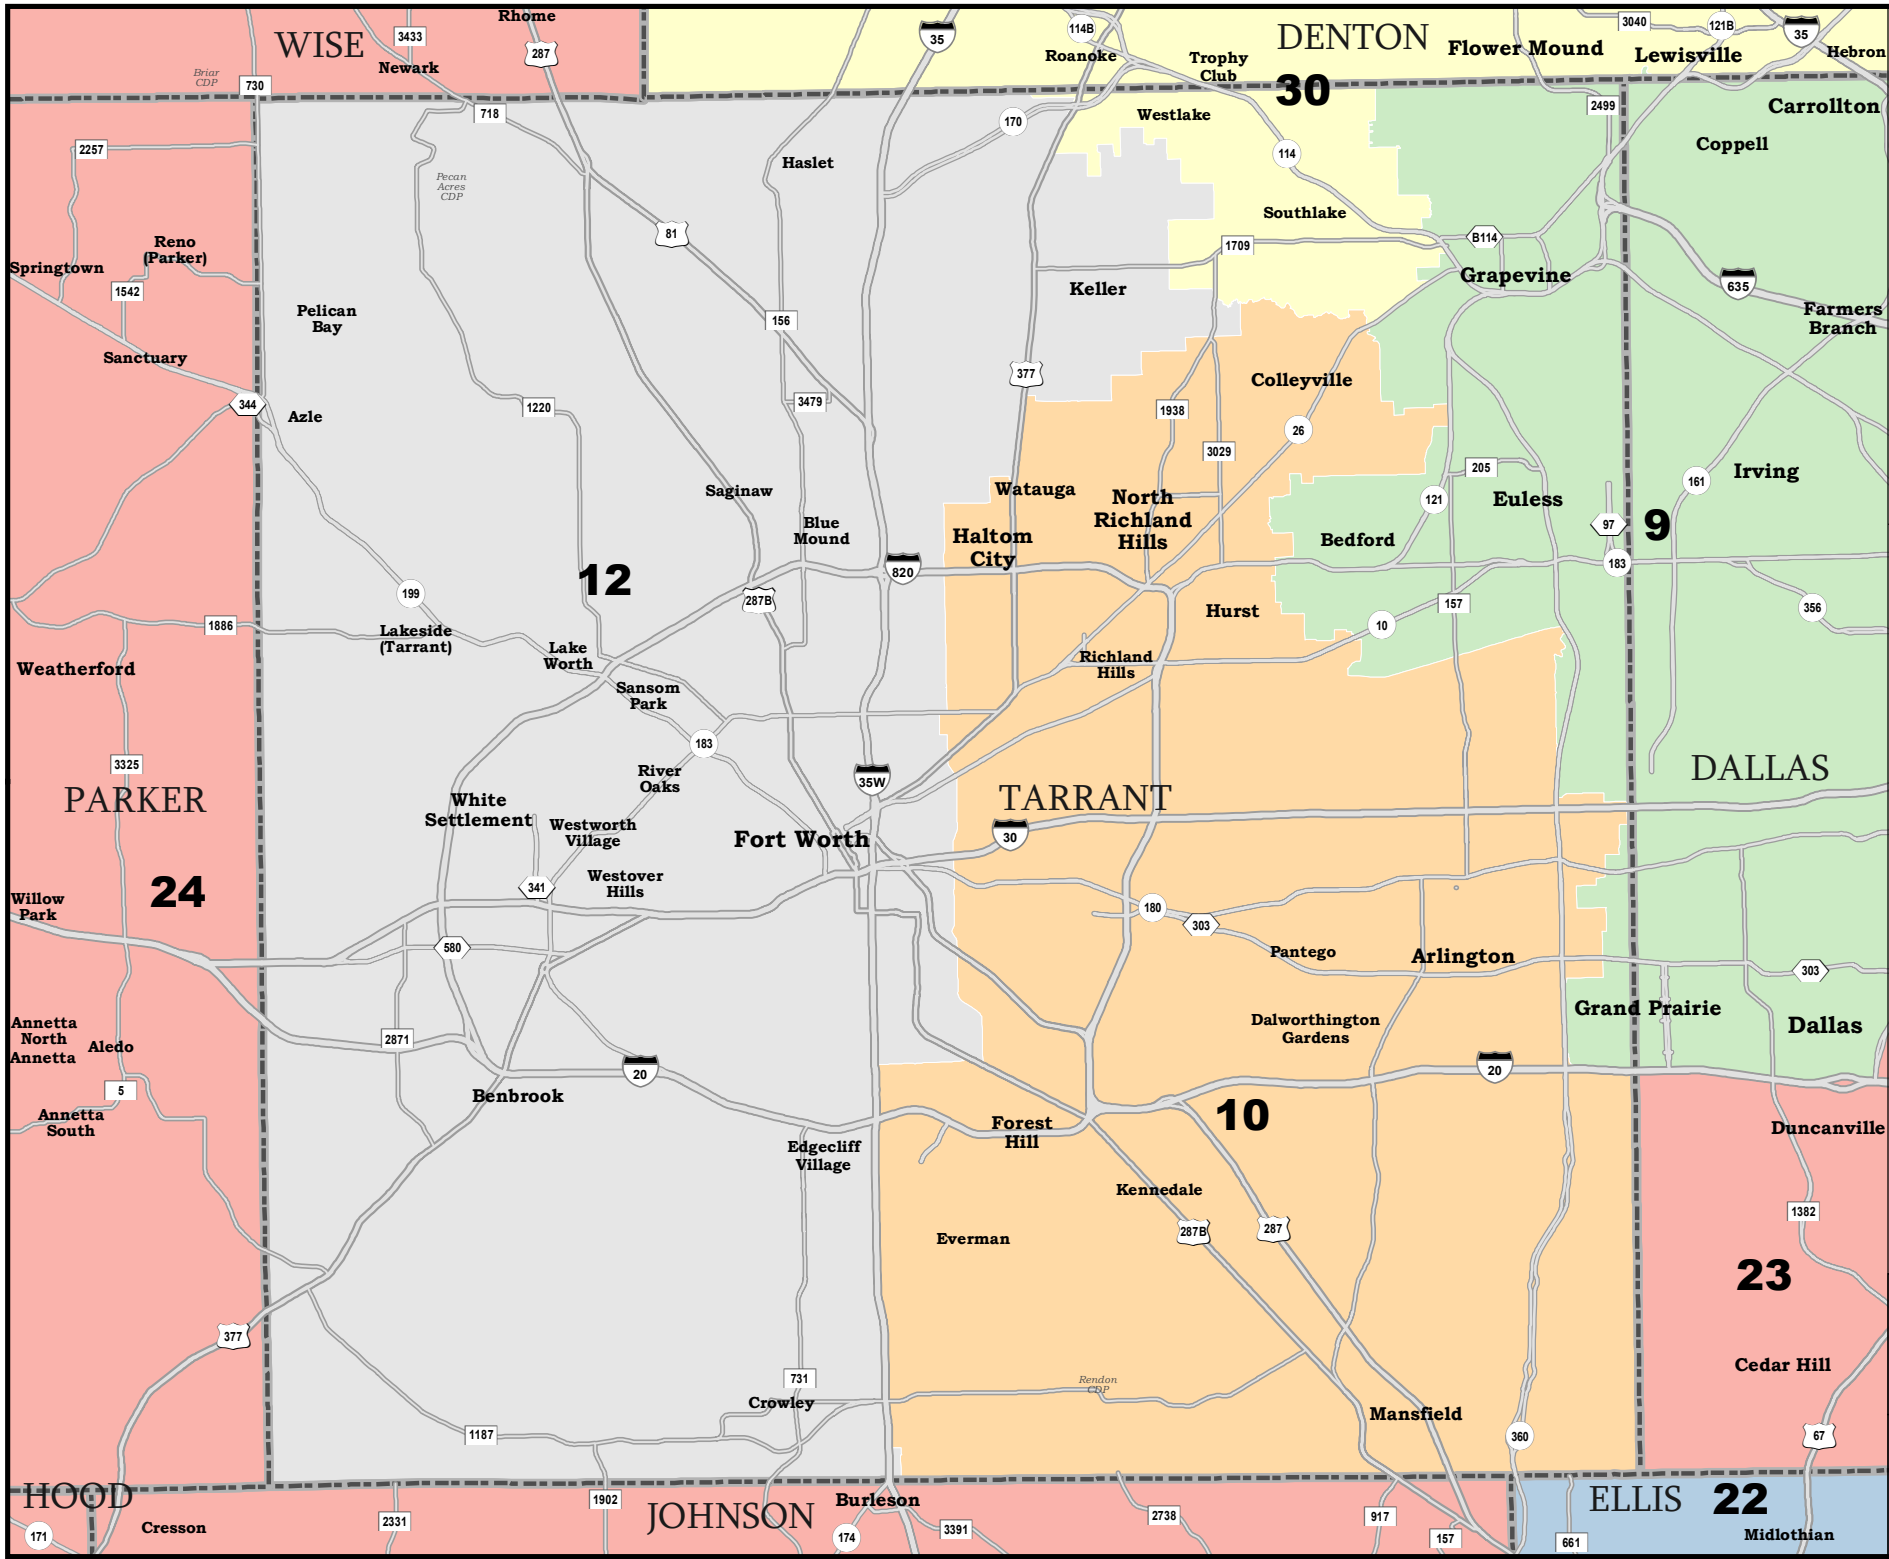 Rhome
WISE
3433
287
Newark
Briar
CDP
730
35
114B
Roanoke
Trophy
Club
DENTON
30
Flower Mound
3040
121B
Lewisville
35
Hebron
718
170
Westlake
2499
Carrollton
2257
Haslet
114
Coppell
Pecan
Acres
CDP
Southlake
81
1709
B114
Reno
(Parker)
Springtown
1542
Keller
Grapevine
635
Pelican
Bay
156
Farmers
Branch
Sanctuary
377
Colleyville
344
Azle
1220
3479
1938
26
3029
205
Irving
161
Saginaw
Watauga
North
Richland
Hills
121
Euless
Blue
Mound
Haltom
City
Bedford
97
9
183
12
820
199
287B
157
356
Hurst
10
1886
Lakeside
(Tarrant)
Lake
Worth
Richland
Hills
Weatherford
Sansom
Park
183
3325
River
Oaks
35W
DALLAS
PARKER
White
Settlement
TARRANT
Westworth
Village
Fort Worth
30
24
341
Westover
Hills
Willow
Park
180
303
580
Pantego
Arlington
303
Grand Prairie
Annetta
North
Annetta
Aledo
2871
Dalworthington
Gardens
Dallas
5
20
20
Benbrook
Annetta
South
10
Forest
Hill
Duncanville
Edgecliff
Village
Kennedale
1382
287B
287
Everman
23
377
Cedar Hill
731
Rendon
CDP
Crowley
Mansfield
1187
360
67
HOOD
1902
JOHNSON
Burleson
ELLIS
22
171
Cresson
2331
174
3391
2738
917
157
661
Midlothian